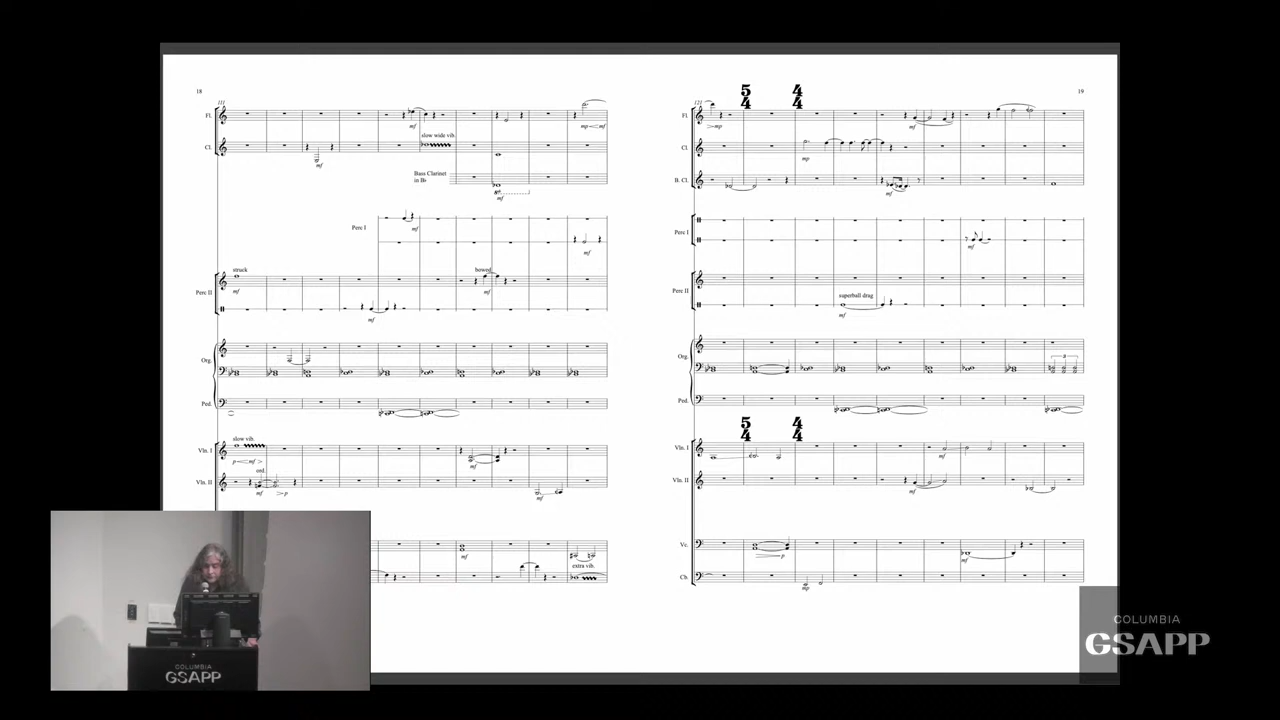 18
111
Fl.
mf
mp mf
slow wide vib.
Cl.
mf
Bass Clarinet
in B♭
mf
Perc I
mf
mf
struck
bowed
mf
mf
Perc II
mf
Org.
Ped.
slow vib.
Vln. I
p mf
mf
ord.
Vln. II
mf p
mf
mf
extra vib.
19
121
5
4
4
4
Fl.
mp
mf
Cl.
mp
B. Cl.
mf
Perc I
mf
Perc II
superball drag
mf
Org.
3
Ped.
5
4
4
4
Vln. I
mf
Vln. II
mf
Vc.
p
mf
Cb.
mp
COLUMBIA
GSAPP
COLUMBIA
GSAPP